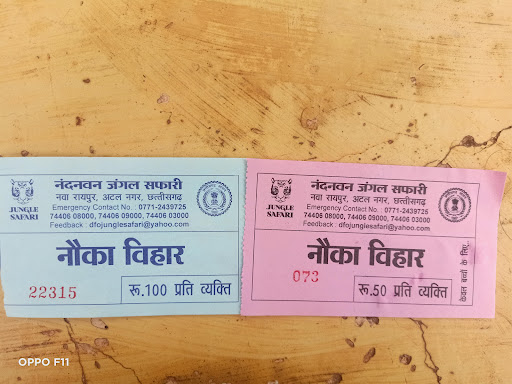 नंदनवन जंगल सफारी
नवा रायपुर, अटल नगर, छत्तीसगढ़
Emergency Contact No. : 0771-2439725
74406 08000, 74406 09000, 74406 03000
Feedback : dfojunglesafari@yahoo.com
JUNGLE
SAFARI
नौका विहार
22315
रू.100 प्रति व्यक्ति
नंदनवन जंगल सफारी
नवा रायपुर, अटल नगर, छत्तीसगढ़
Emergency Contact No. : 0771-2439725
74406 08000, 74406 09000, 74406 03000
Feedback : dfojunglesafari@yahoo.com
JUNGLE
SAFARI
नौका विहार
073
रू.50 प्रति व्यक्ति
केवल बच्चों के लिए
OPPO F11